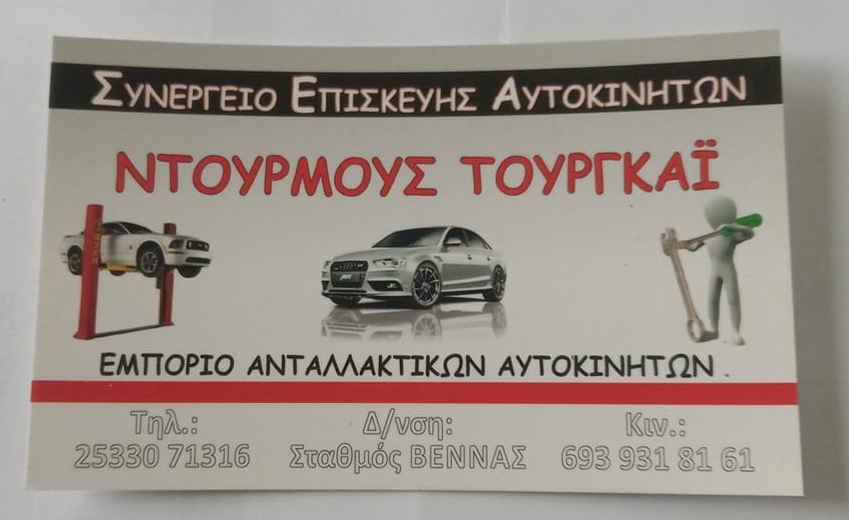 ΣΥΝΕΡΓΕΙΟ ΕΠΙΣΚΕΥΗΣ ΑΥΤΟΚΙΝΗΤΩΝ
ΝΤΟΥΡΜΟΥΣ ΤΟΥΡΓΚΑΪ
ΕΜΠΟΡΙΟ ΑΝΤΑΛΛΑΚΤΙΚΩΝ ΑΥΤΟΚΙΝΗΤΩΝ .
Τηλ.: Δ/νση: Κιν.:
25330 71316 Σταθμός ΒΕΝΝΑΣ 693 931 81 61